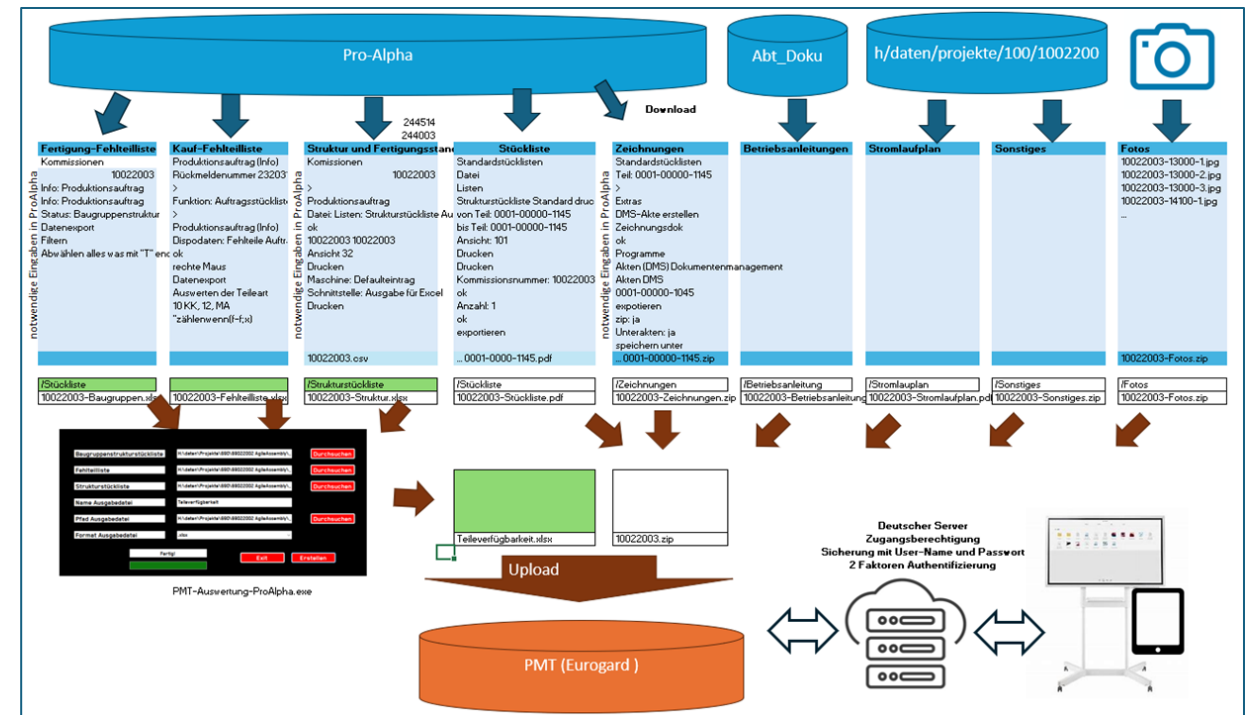 Pro-Alpha
Abt_Doku
h/daten/projekte/100/1002200
Download
244514
244003
notwendige Eingaben in ProAlpha
Fertigung-Fehlteilliste
Kommissionen
10022003
Info: Produktionsauftrag
Info: Produktionsauftrag
Status: Baugruppenstruktur
Datenexport
Filtern
Abwählen alles was mit "T" end
Kauf-Fehlteilliste
Produktionsauftrag (Info)
Rückmeldenummer 232031
>
Funktion: Auftragsstücklist
>
Produktionsauftrag (Info)
Dispodaten: Fehlteile Auftr
ok
rechte Maus
Datenexport
Auswerten der Teileart
10 KK, 12, MA
"zählenwenn(f-f;x)
notwendige Eingaben in ProAlpha
Struktur und Fertigungsstand
Komissionen
10022003
>
Produktionsauftrag
Datei: Listen: Strukturstückliste Au
ok
10022003 10022003
Ansicht 32
Drucken
Maschine: Defaulteintrag
Schnittstelle: Ausgabe für Excel
Drucken
10022003.csv
Stückliste
Standardstücklisten
Datei
Listen
Strukturstückliste Standard druc
von Teil: 0001-00000-1145
bis Teil: 0001-00000-1145
Ansicht: 101
Drucken
Drucken
Kommissionsnummer: 10022003
ok
Anzahl: 1
ok
exportieren
... 0001-0000-1145.pdf
notwendige Eingaben in ProAlpha
Zeichnungen
Standardstücklisten
Teil: 0001-00000-1145
>
Extras
DMS-Akte erstellen
Zeichnungsdok
ok
Programme
Akten (DMS) Dokumentenmanagement
Akten DMS
0001-00000-1045
expotieren
zip: ja
Unterakten: ja
speichern unter
... 0001-00000-1145.zip
Betriebsanleitungen
Stromlaufplan
Sonstiges
Fotos
10022003-13000-1.jpg
10022003-13000-2.jpg
10022003-13000-3.jpg
10022003-14100-1.jpg
...
10022003-Fotos.zip
/Stückliste
10022003-Baugruppen.xlsx
/Stückliste
10022003-Fehlteilliste.xlsx
/Strukturstückliste
10022003-Struktur.xlsx
/Stückliste
10022003-Stückliste.pdf
/Zeichnungen
10022003-Zeichnungen.zip
/Betriebsanleitung
10022003-Betriebsanleitung
/Stromlauplan
10022003-Stromlaufplan.pdf
/Sonstiges
10022003-Sonstiges.zip
/Fotos
10022003-Fotos.zip
Baugruppenstrukturstückliste
Durchsuchen
Fehlteilliste
Durchsuchen
Strukturstückliste
Durchsuchen
Name Ausgabedatei
Teileverfügbarkeit
Pfad Ausgabedatei
Durchsuchen
Format Ausgabedatei
.xlsx
Fertig!
Exit
Erstellen
PMT-Auswertung-ProAlpha.exe
Teileverfügbarkeit.xlsx
10022003.zip
Upload
PMT (Eurogard )
Deutscher Server
Zugangsberechtigung
Sicherung mit User-Name und Passwort
2 Faktoren Authentifizierung